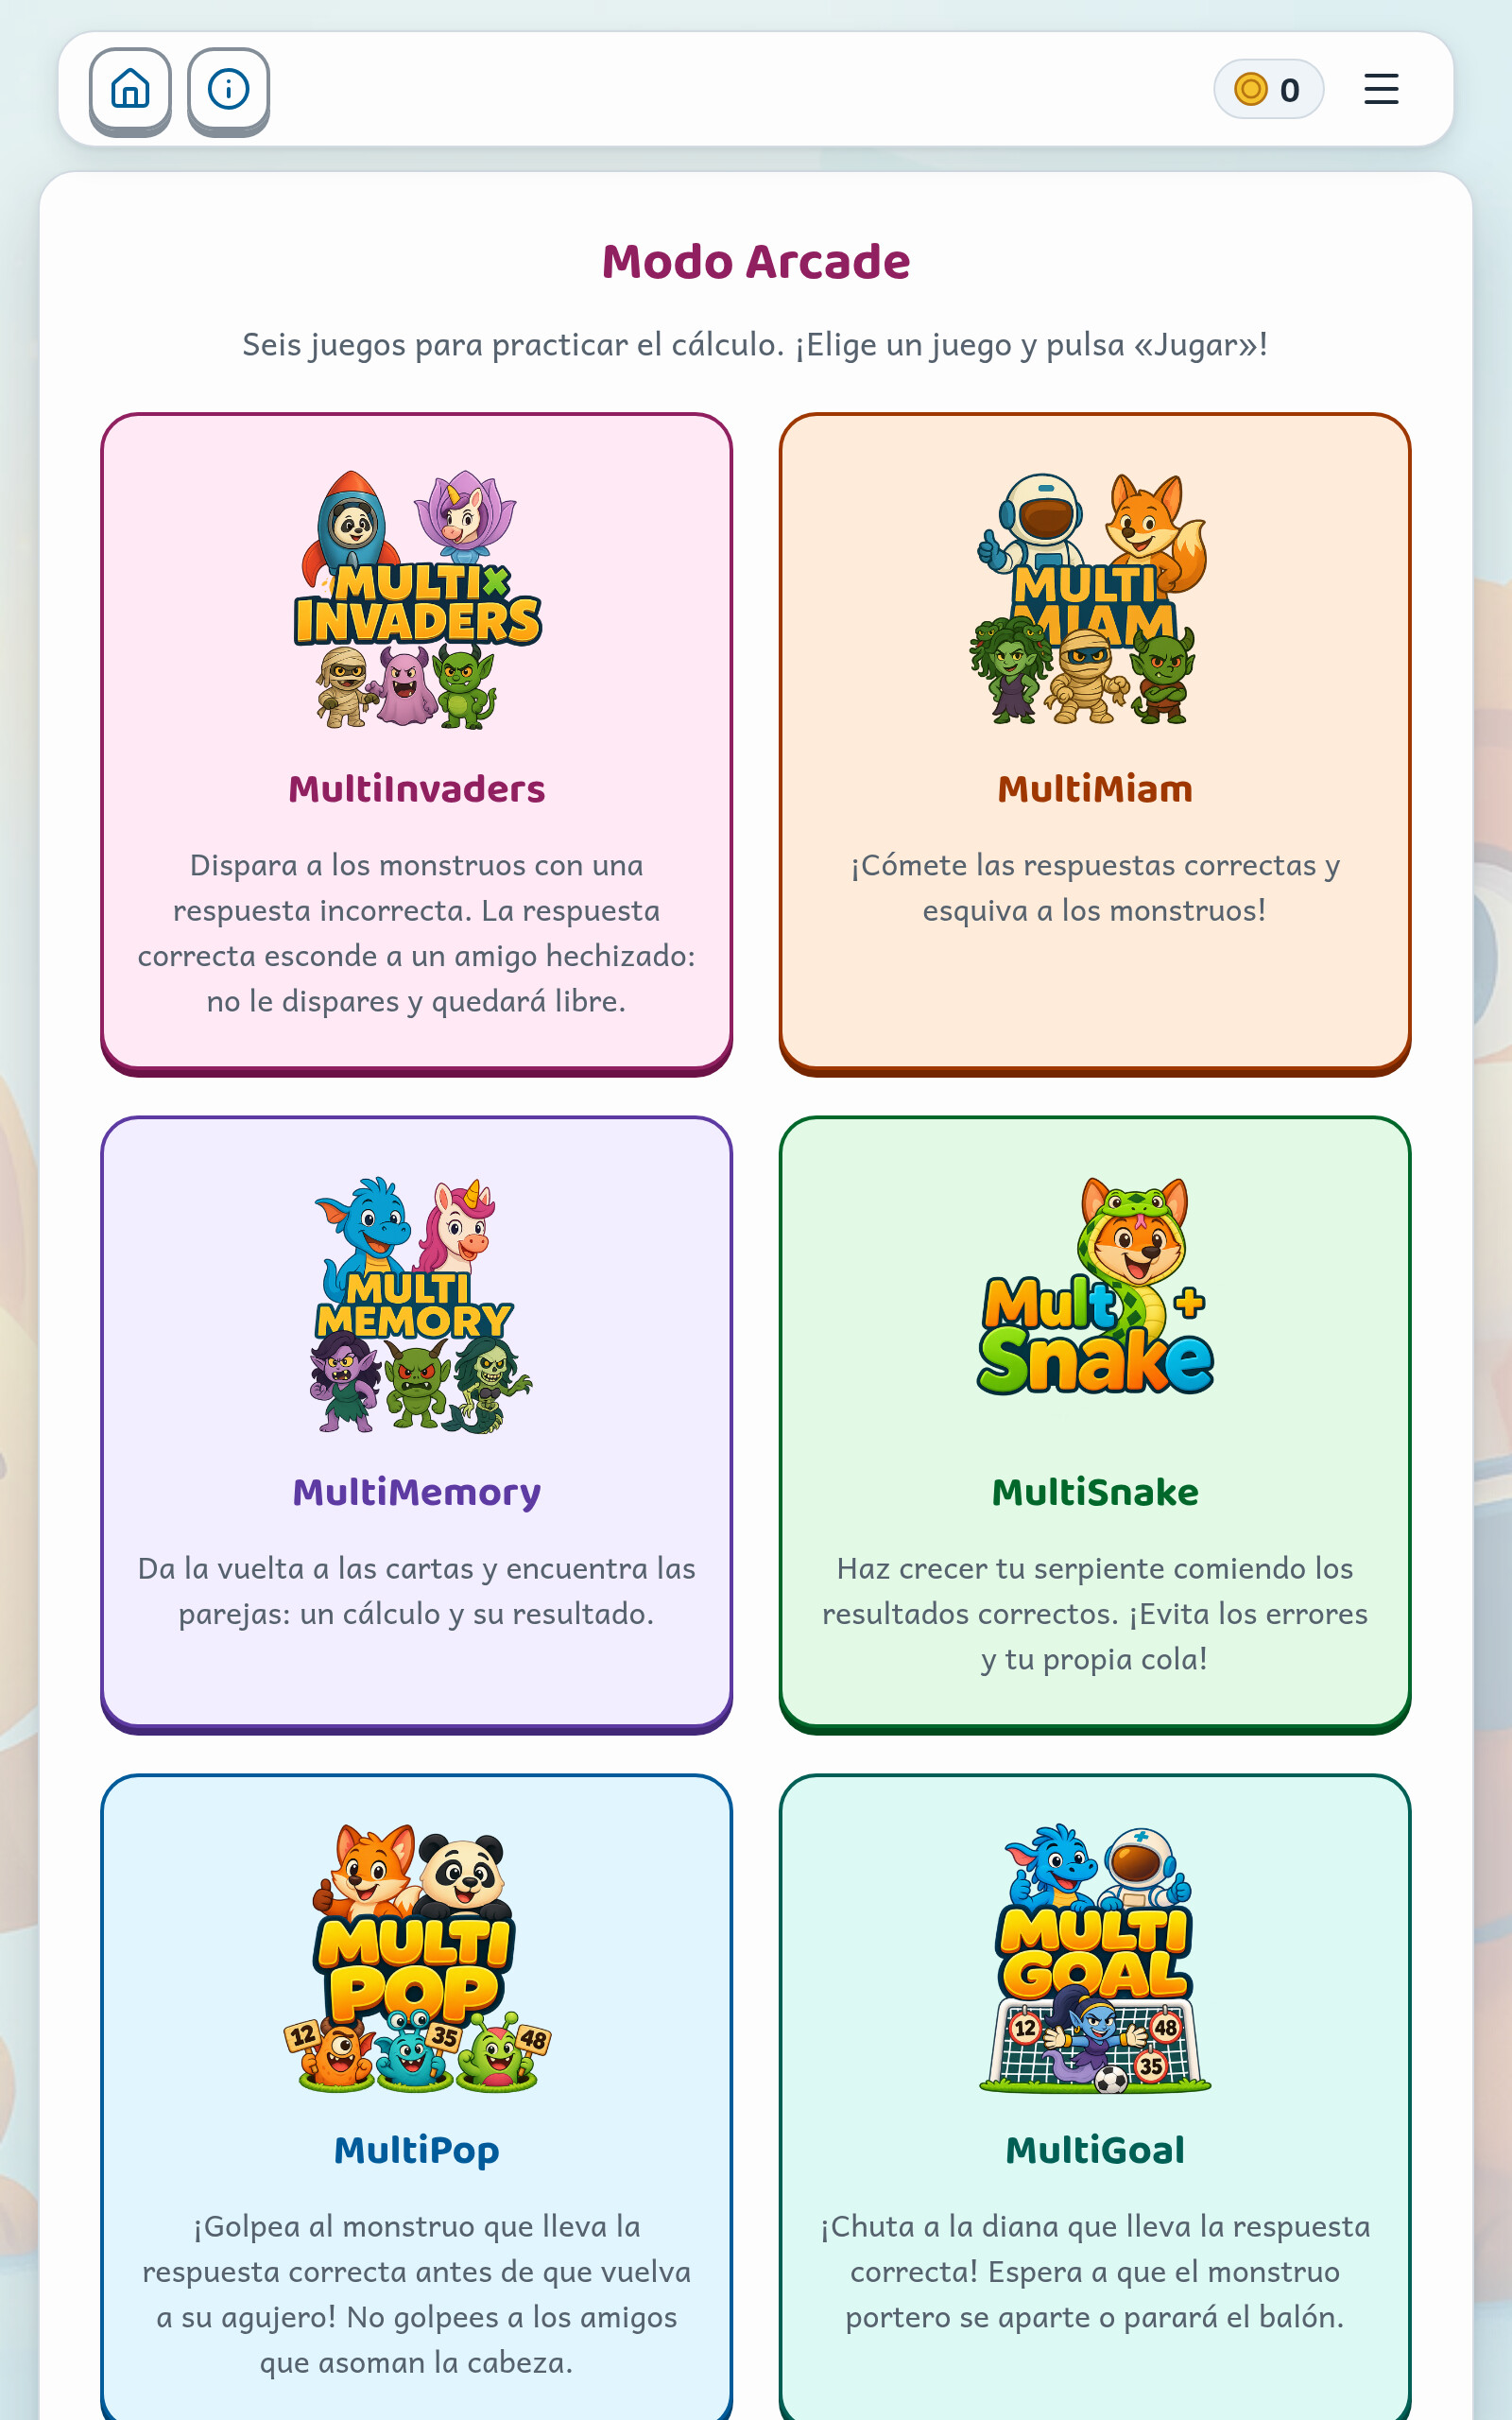 0
Modo Arcade
Seis juegos para practicar el cálculo. ¡Elige un juego y pulsa «Jugar»!
MULTI×
INVADERS
MultiInvaders
Dispara a los monstruos con una
respuesta incorrecta. La respuesta
correcta esconde a un amigo hechizado:
no le dispares y quedará libre.
MULTI
MIAM
MultiMiam
¡Cómete las respuestas correctas y
esquiva a los monstruos!
MULTI
MEMORY
MultiMemory
Da la vuelta a las cartas y encuentra las
parejas: un cálculo y su resultado.
Mult +
Snake
MultiSnake
Haz crecer tu serpiente comiendo los
resultados correctos. ¡Evita los errores
y tu propia cola!
MULTI
POP
12 35 48
MultiPop
¡Golpea al monstruo que lleva la
respuesta correcta antes de que vuelva
a su agujero! No golpees a los amigos
que asoman la cabeza.
MULTI
GOAL
12 48
35
MultiGoal
¡Chuta a la diana que lleva la respuesta
correcta! Espera a que el monstruo
portero se aparte o parará el balón.